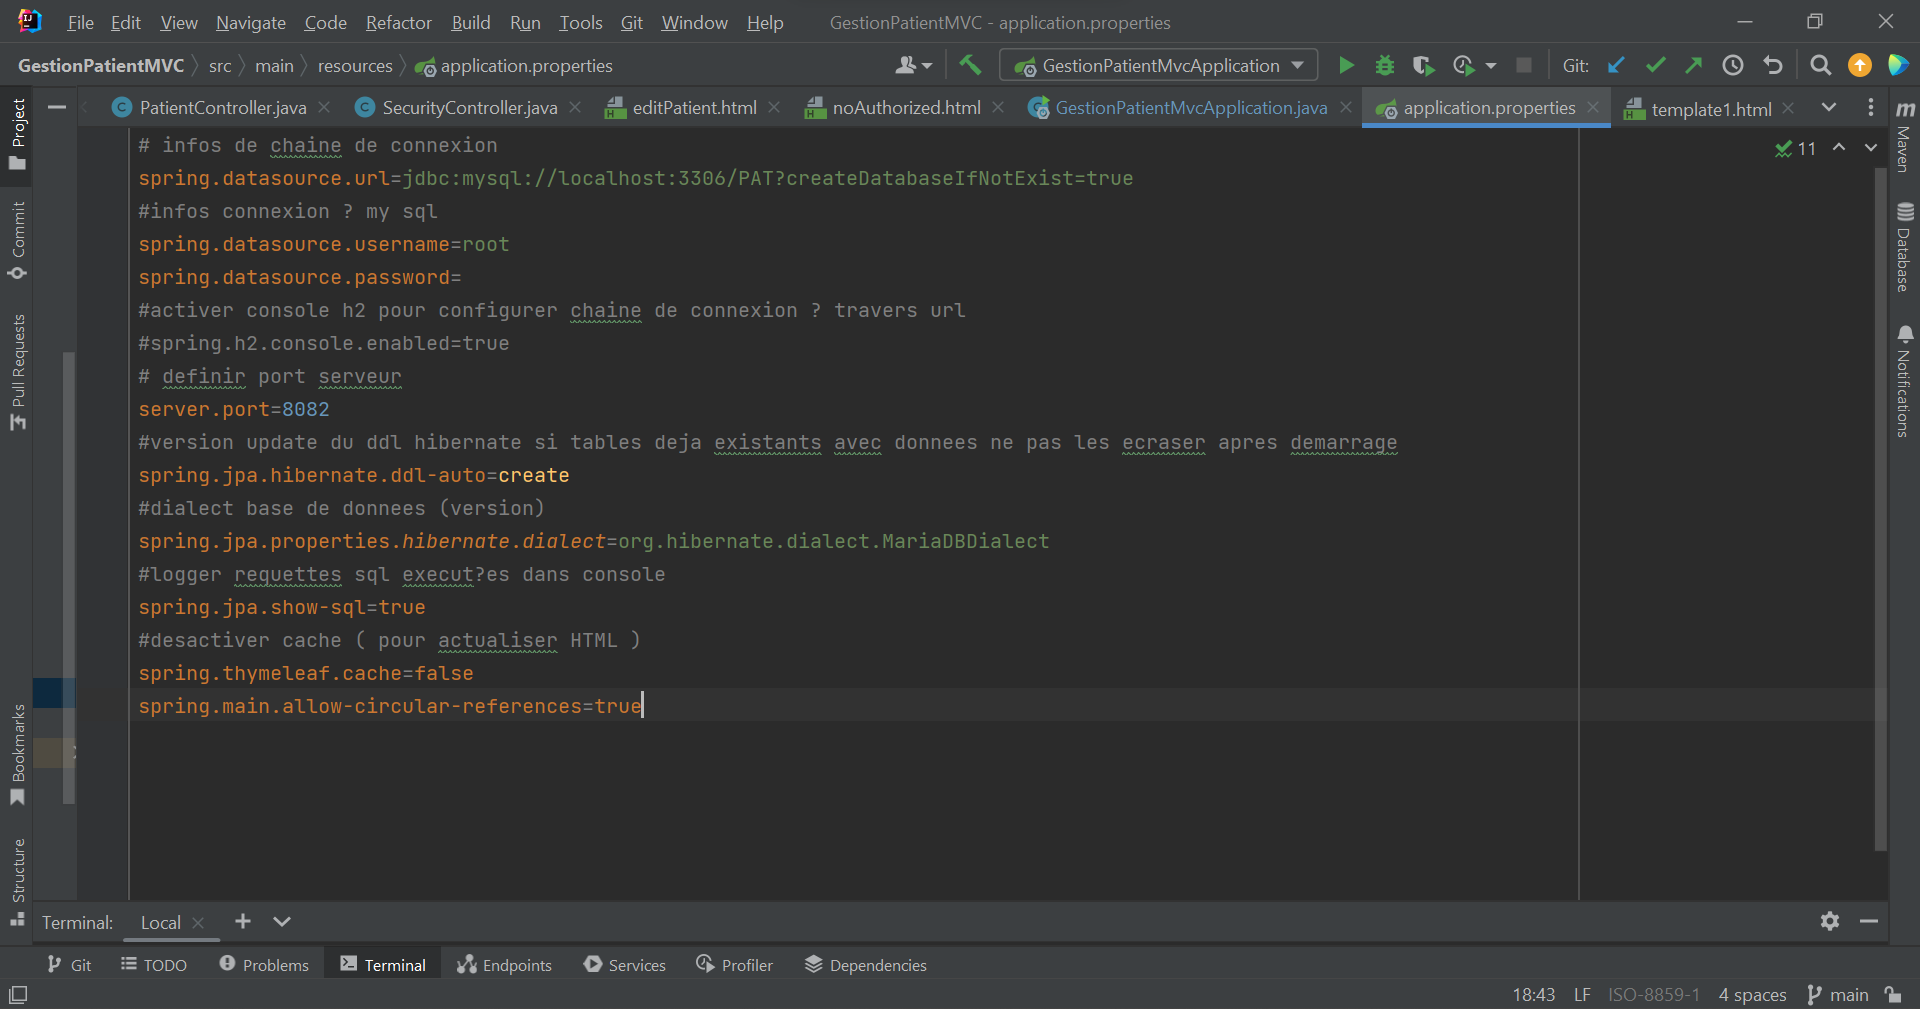 File Edit View Navigate Code Refactor Build Run Tools Git Window Help GestionPatientMVC - application.properties
GestionPatientMVC src main resources application.properties GestionPatientMvcApplication Git:
PatientController.java SecurityController.java editPatient.html noAuthorized.html GestionPatientMvcApplication.java application.properties template1.html
Project
Commit
Pull Requests
Bookmarks
Structure
# infos de chaine de connexion
spring.datasource.url=jdbc:mysql://localhost:3306/PAT?createDatabaseIfNotExist=true
#infos connexion ? my sql
spring.datasource.username=root
spring.datasource.password=
#activer console h2 pour configurer chaine de connexion ? travers url
#spring.h2.console.enabled=true
# definir port serveur
server.port=8082
#version update du ddl hibernate si tables deja existants avec donnees ne pas les ecraser apres demarrage
spring.jpa.hibernate.ddl-auto=create
#dialect base de donnees (version)
spring.jpa.properties.hibernate.dialect=org.hibernate.dialect.MariaDBDialect
#logger requettes sql execut?es dans console
spring.jpa.show-sql=true
#desactiver cache ( pour actualiser HTML )
spring.thymeleaf.cache=false
spring.main.allow-circular-references=true
11
m Maven
Database
Notifications
Terminal: Local
Git TODO Problems Terminal Endpoints Services Profiler Dependencies
18:43 LF ISO-8859-1 4 spaces main